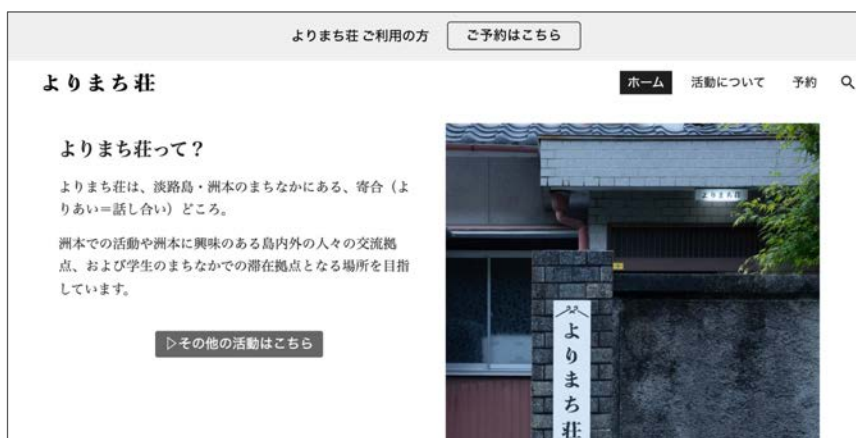 よりまち荘 ご利用の方 ご予約はこちら
よりまち荘
ホーム 活動について 予約
よりまち荘って？
よりまち荘は、淡路島・洲本のまちなかにある、寄合（よ
りあい＝話し合い）どころ。
洲本での活動や洲本に興味のある島内外の人々の交流拠
点、および学生のまちなかでの滞在拠点となる場所を目指
しています。
▷その他の活動はこちら
よりまち荘
よりまち荘